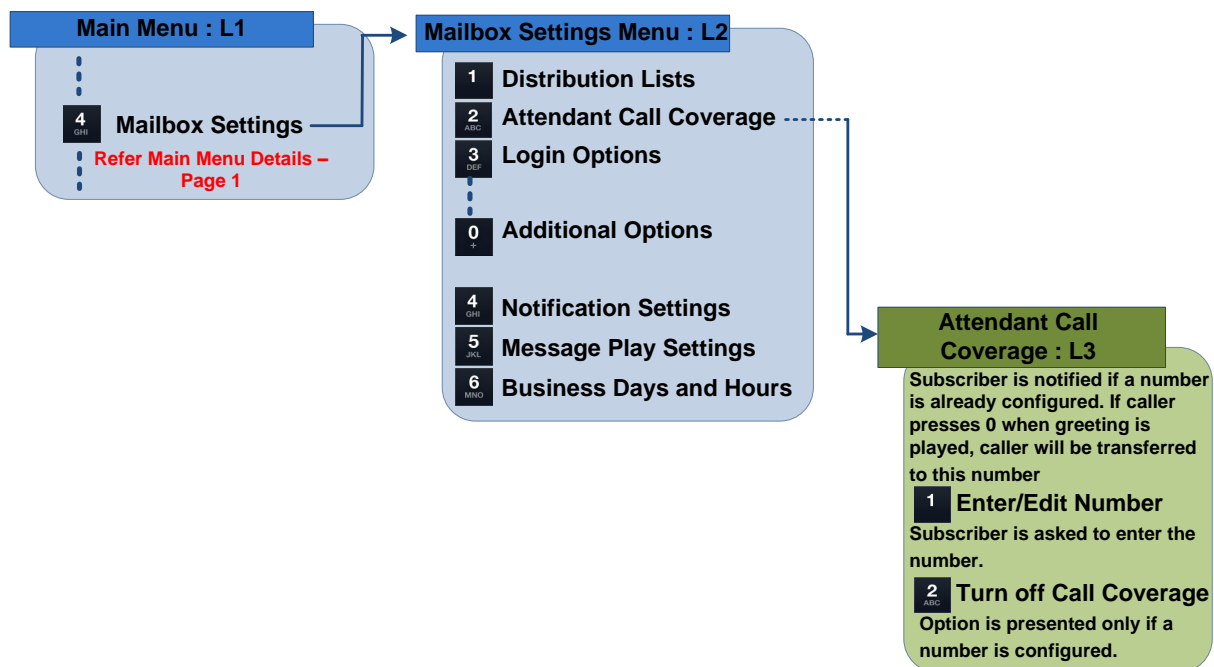 Main Menu : L1
4
GHI
Mailbox Settings
Refer Main Menu Details –
Page 1
Mailbox Settings Menu : L2
1
Distribution Lists
2
ABC
Attendant Call Coverage
3
DEF
Login Options
0
+
Additional Options
4
GHI
Notification Settings
5
JKL
Message Play Settings
6
MNO
Business Days and Hours
Attendant Call
Coverage : L3
Subscriber is notified if a number
is already configured. If caller
presses 0 when greeting is
played, caller will be transferred
to this number
1
Enter/Edit Number
Subscriber is asked to enter the
number.
2
ABC
Turn off Call Coverage
Option is presented only if a
number is configured.